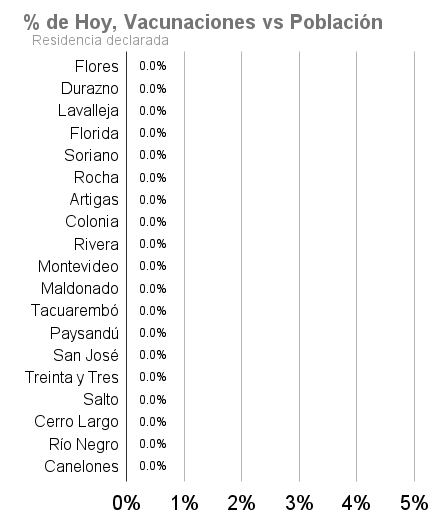 % de Hoy, Vacunaciones vs Población
Residencia declarada
Flores 0.0%
Durazno 0.0%
Lavalleja 0.0%
Florida 0.0%
Soriano 0.0%
Rocha 0.0%
Artigas 0.0%
Colonia 0.0%
Rivera 0.0%
Montevideo 0.0%
Maldonado 0.0%
Tacuarembó 0.0%
Paysandú 0.0%
San José 0.0%
Treinta y Tres 0.0%
Salto 0.0%
Cerro Largo 0.0%
Río Negro 0.0%
Canelones 0.0%
0% 1% 2% 3% 4% 5%